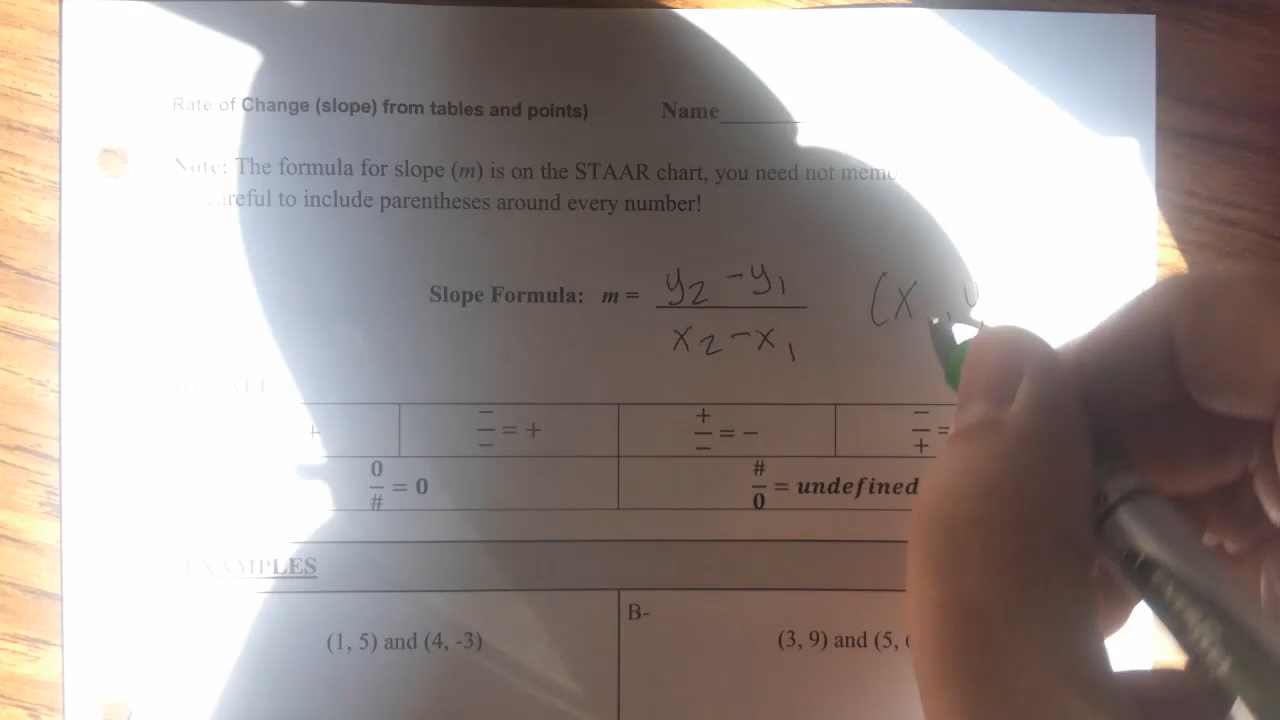 Rate of Change (slope) from tables and points) Name
Note: The formula for slope (m) is on the STAAR chart, you need not
careful to include parentheses around every number!
Slope Formula: m = y₂ - y₁ / x₂ - x₁ (x
− / − = + + / − = − − / + =
0 / # = 0 # / 0 = undefined
EXAMPLES
B-
(1, 5) and (4, -3) (3, 9) and (5,